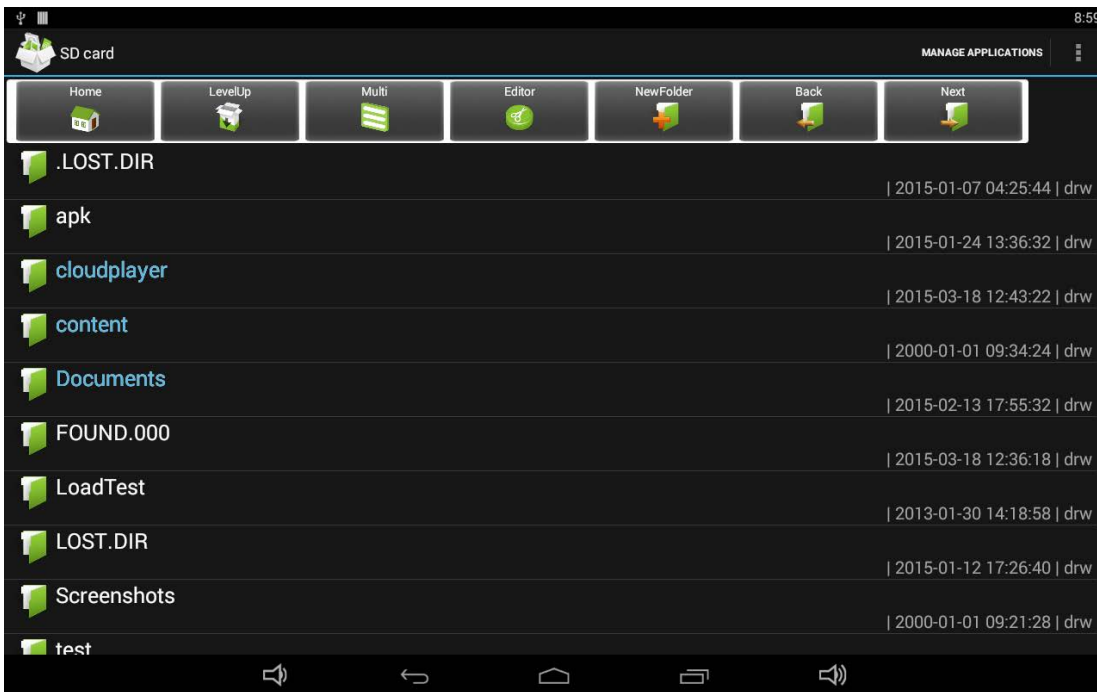 8:59
SD card
MANAGE APPLICATIONS
Home LevelUp Multi Editor NewFolder Back Next
.LOST.DIR
| 2015-01-07 04:25:44 | drw
apk
| 2015-01-24 13:36:32 | drw
cloudplayer
| 2015-03-18 12:43:22 | drw
content
| 2000-01-01 09:34:24 | drw
Documents
| 2015-02-13 17:55:32 | drw
FOUND.000
| 2015-03-18 12:36:18 | drw
LoadTest
| 2013-01-30 14:18:58 | drw
LOST.DIR
| 2015-01-12 17:26:40 | drw
Screenshots
| 2000-01-01 09:21:28 | drw
test